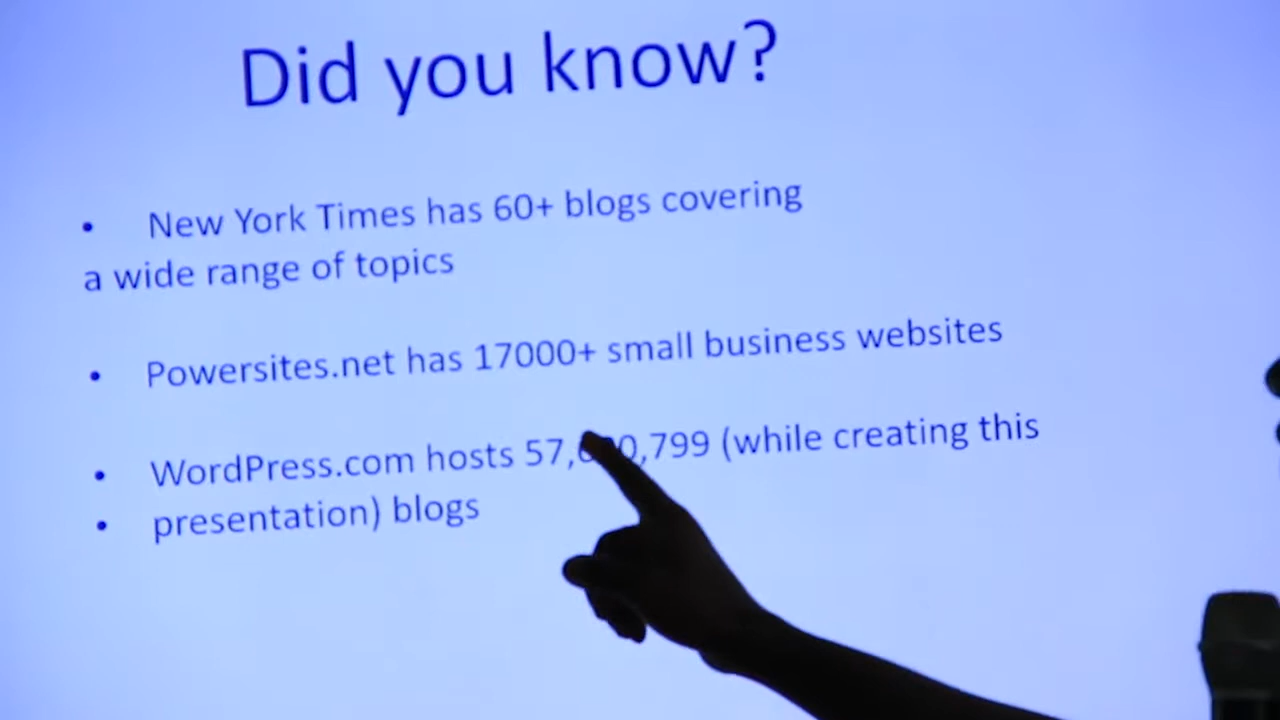 Did you know?
• New York Times has 60+ blogs covering
a wide range of topics
• Powersites.net has 17000+ small business websites
• WordPress.com hosts (while creating this
• presentation) blogs